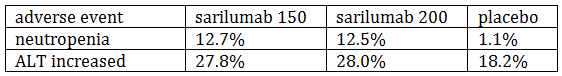 adverse event sarilumab 150 sarilumab 200 placebo
neutropenia 12.7% 12.5% 1.1%
ALT increased 27.8% 28.0% 18.2%